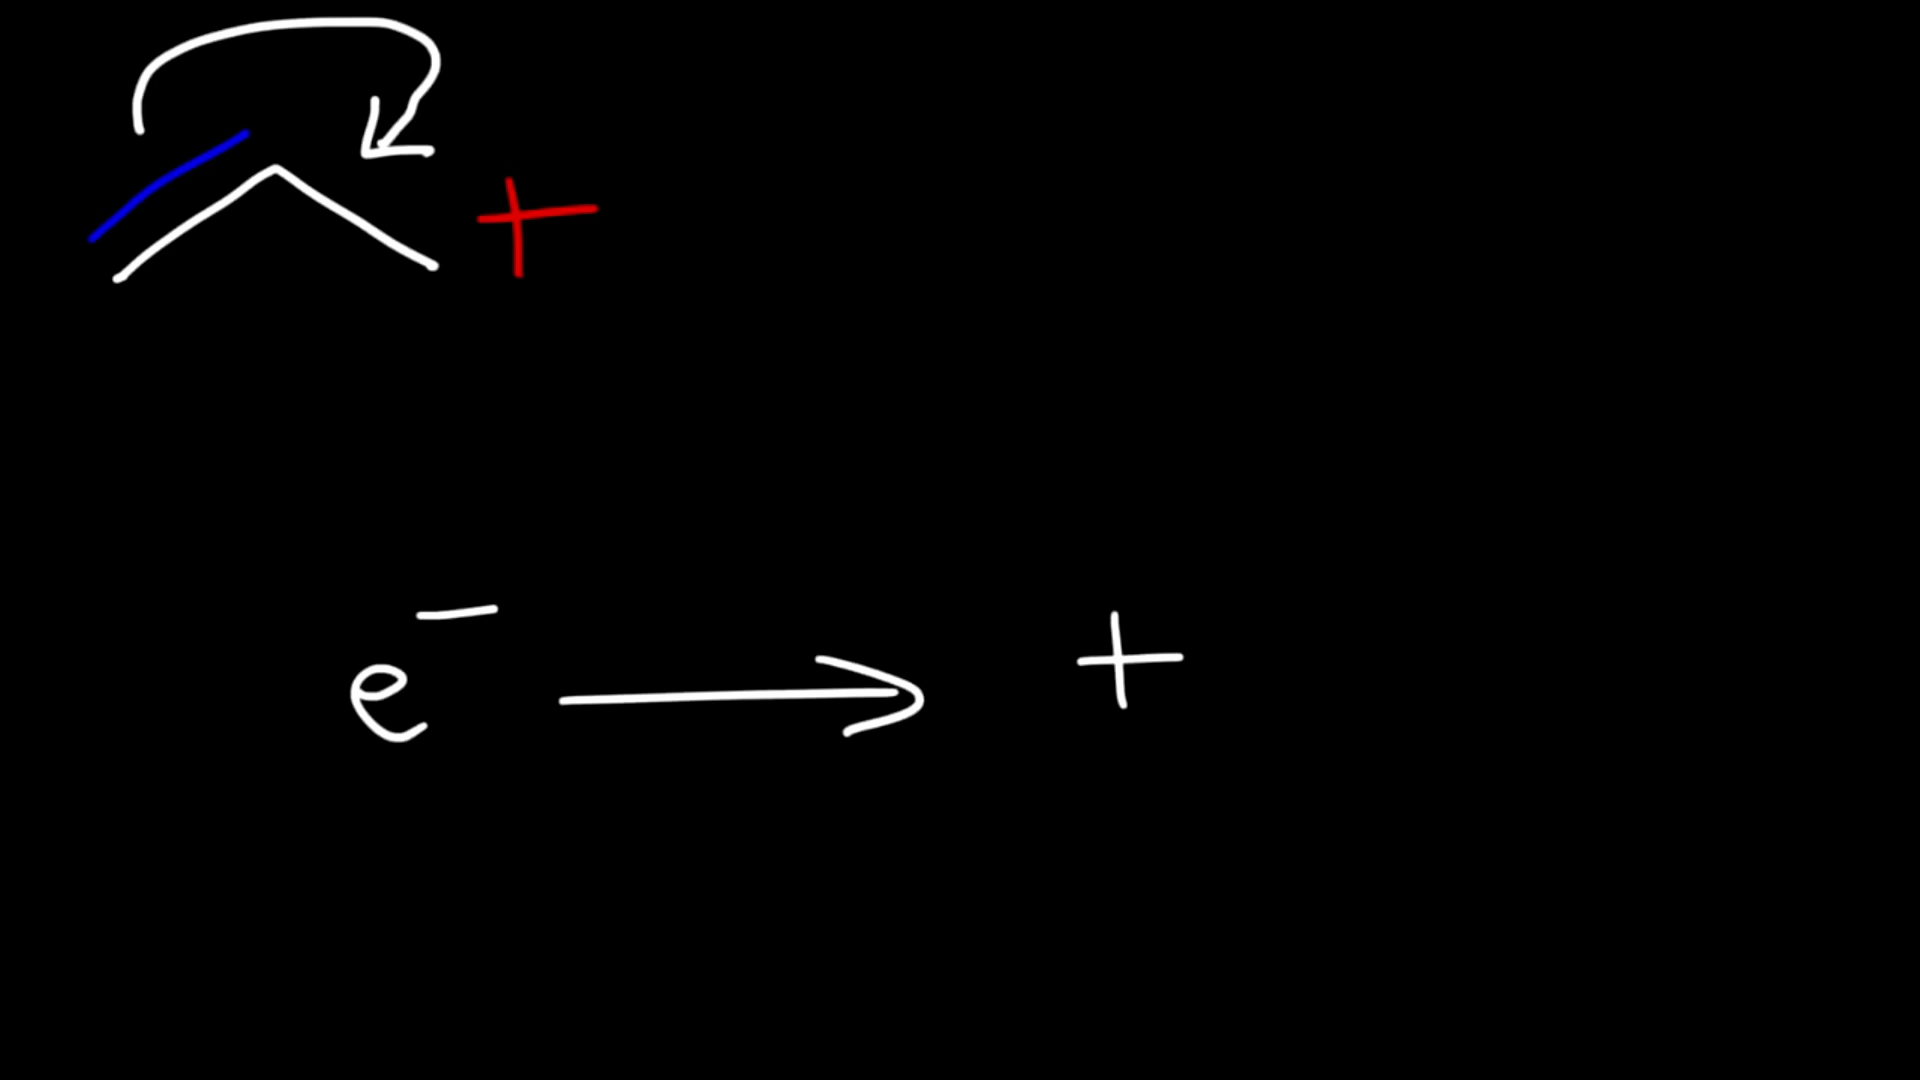 +
e⁻ → +